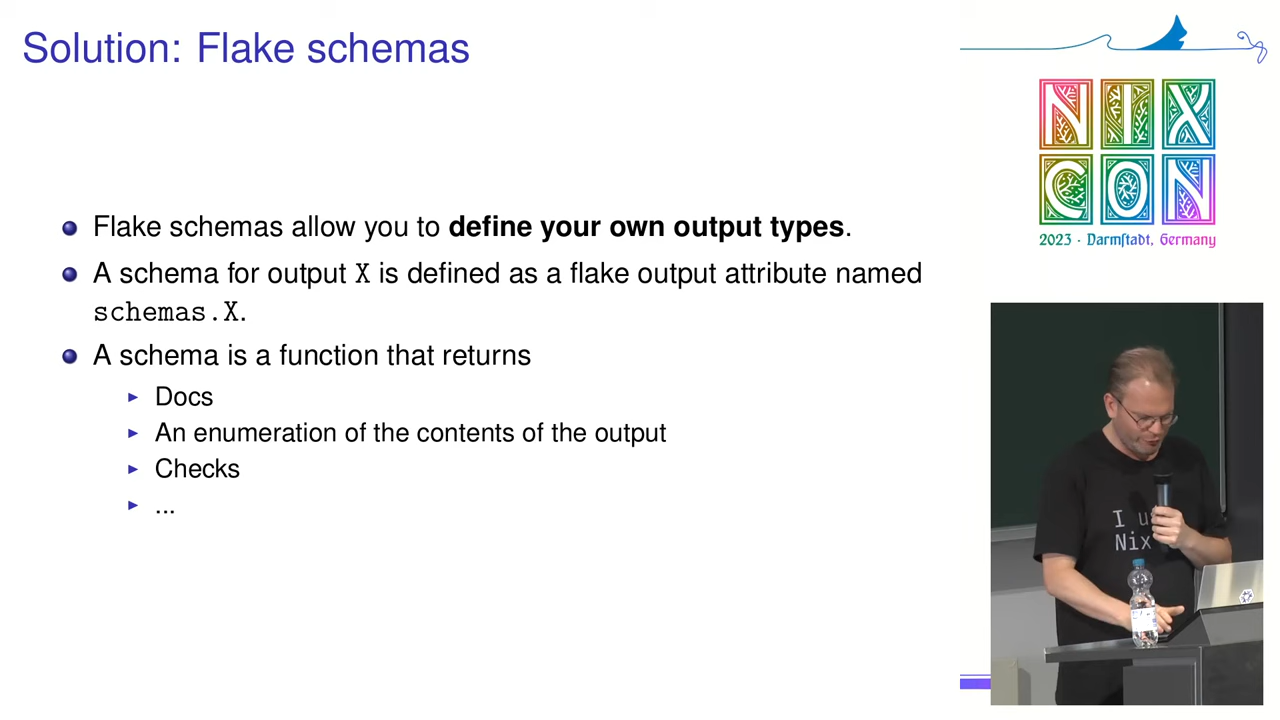 Solution: Flake schemas
Flake schemas allow you to define your own output types.
A schema for output X is defined as a flake output attribute named
schemas.X.
A schema is a function that returns
Docs
An enumeration of the contents of the output
Checks
...
NIX
CON
2023 · Darmſtadt, Germany
I
Nix